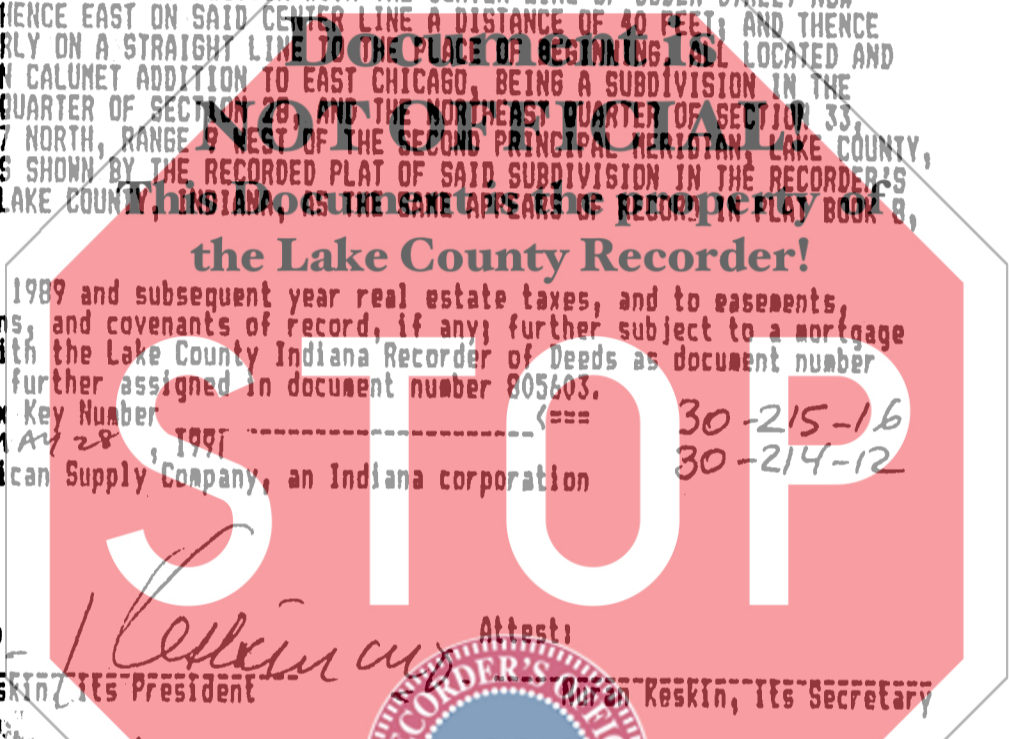 HENCE EAST ON SAID CENTER LINE A DISTANCE OF 40 FEET; AND THENCE
RLY ON A STRAIGHT LINE TO THE PLACE OF BEGINNING, ALL LOCATED AND
N CALUMET ADDITION TO EAST CHICAGO, BEING A SUBDIVISION IN THE
QUARTER OF SECTION 28, AND THE NORTHEAST QUARTER OF SECTION 33,
7 NORTH, RANGE 9 WEST OF THE SECOND PRINCIPAL MERIDIAN, LAKE COUNTY,
S SHOWN BY THE RECORDED PLAT OF SAID SUBDIVISION IN THE RECORDER'S
LAKE COUNTY, INDIANA, AS THE SAME APPEARS OF RECORD IN PLAT BOOK 8,
Document is
NOT OFFICIAL!
This Document is the property of
the Lake County Recorder!
1989 and subsequent year real estate taxes, and to easements,
ns, and covenants of record, if any; further subject to a mortgage
ith the Lake County Indiana Recorder of Deeds as document number
further assigned in document number 805603.
Key Number <=== 30-215-16
MAY 28, 1991 30-214-12
ican Supply Company, an Indiana corporation
STOP
Attest:
skin, its President Nuran Keskin, Its Secretary
RECORDER'S OFFIC